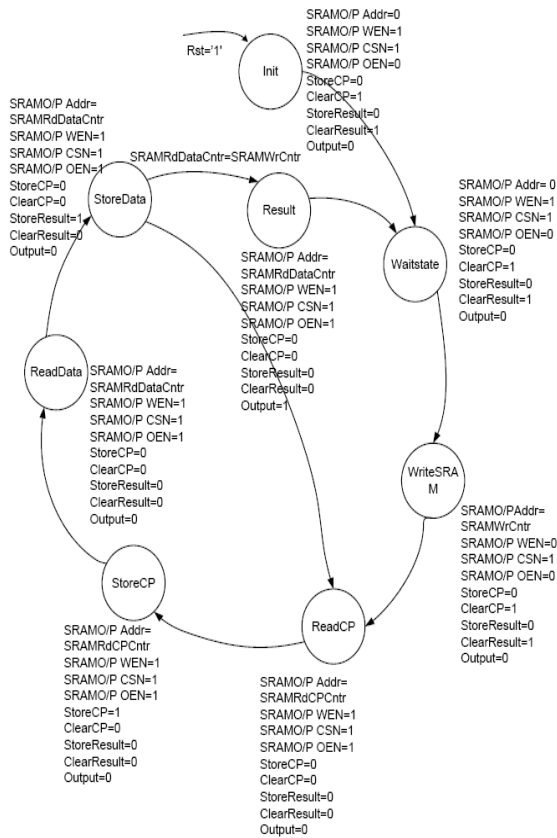 Rst='1'
Init
SRAMO/P Addr=0
SRAMO/P WEN=1
SRAMO/P CSN=1
SRAMO/P OEN=0
StoreCP=0
ClearCP=1
StoreResult=0
ClearResult=1
Output=0
SRAMO/P Addr=
SRAMRdDataCntr
SRAMO/P WEN=1
SRAMO/P CSN=1
SRAMO/P OEN=1
StoreCP=0
ClearCP=0
StoreResult=1
ClearResult=0
Output=0
StoreData
SRAMRdDataCntr=SRAMWrCntr
Result
SRAMO/P Addr=
SRAMRdDataCntr
SRAMO/P WEN=1
SRAMO/P CSN=1
SRAMO/P OEN=1
StoreCP=0
ClearCP=0
StoreResult=0
ClearResult=0
Output=1
Waitstate
SRAMO/P Addr= 0
SRAMO/P WEN=1
SRAMO/P CSN=1
SRAMO/P OEN=0
StoreCP=0
ClearCP=1
StoreResult=0
ClearResult=1
Output=0
ReadData
SRAMO/P Addr=
SRAMRdDataCntr
SRAMO/P WEN=1
SRAMO/P CSN=1
SRAMO/P OEN=1
StoreCP=0
ClearCP=0
StoreResult=0
ClearResult=0
Output=0
WriteSRA
M
SRAMO/PAddr=
SRAMWrCntr
SRAMO/P WEN=0
SRAMO/P CSN=1
SRAMO/P OEN=0
StoreCP=0
ClearCP=1
StoreResult=0
ClearResult=1
Output=0
StoreCP
SRAMO/P Addr=
SRAMRdCPCntr
SRAMO/P WEN=1
SRAMO/P CSN=1
SRAMO/P OEN=1
StoreCP=1
ClearCP=0
StoreResult=0
ClearResult=0
Output=0
ReadCP
SRAMO/P Addr=
SRAMRdCPCntr
SRAMO/P WEN=1
SRAMO/P CSN=1
SRAMO/P OEN=1
StoreCP=0
ClearCP=0
StoreResult=0
ClearResult=0
Output=0